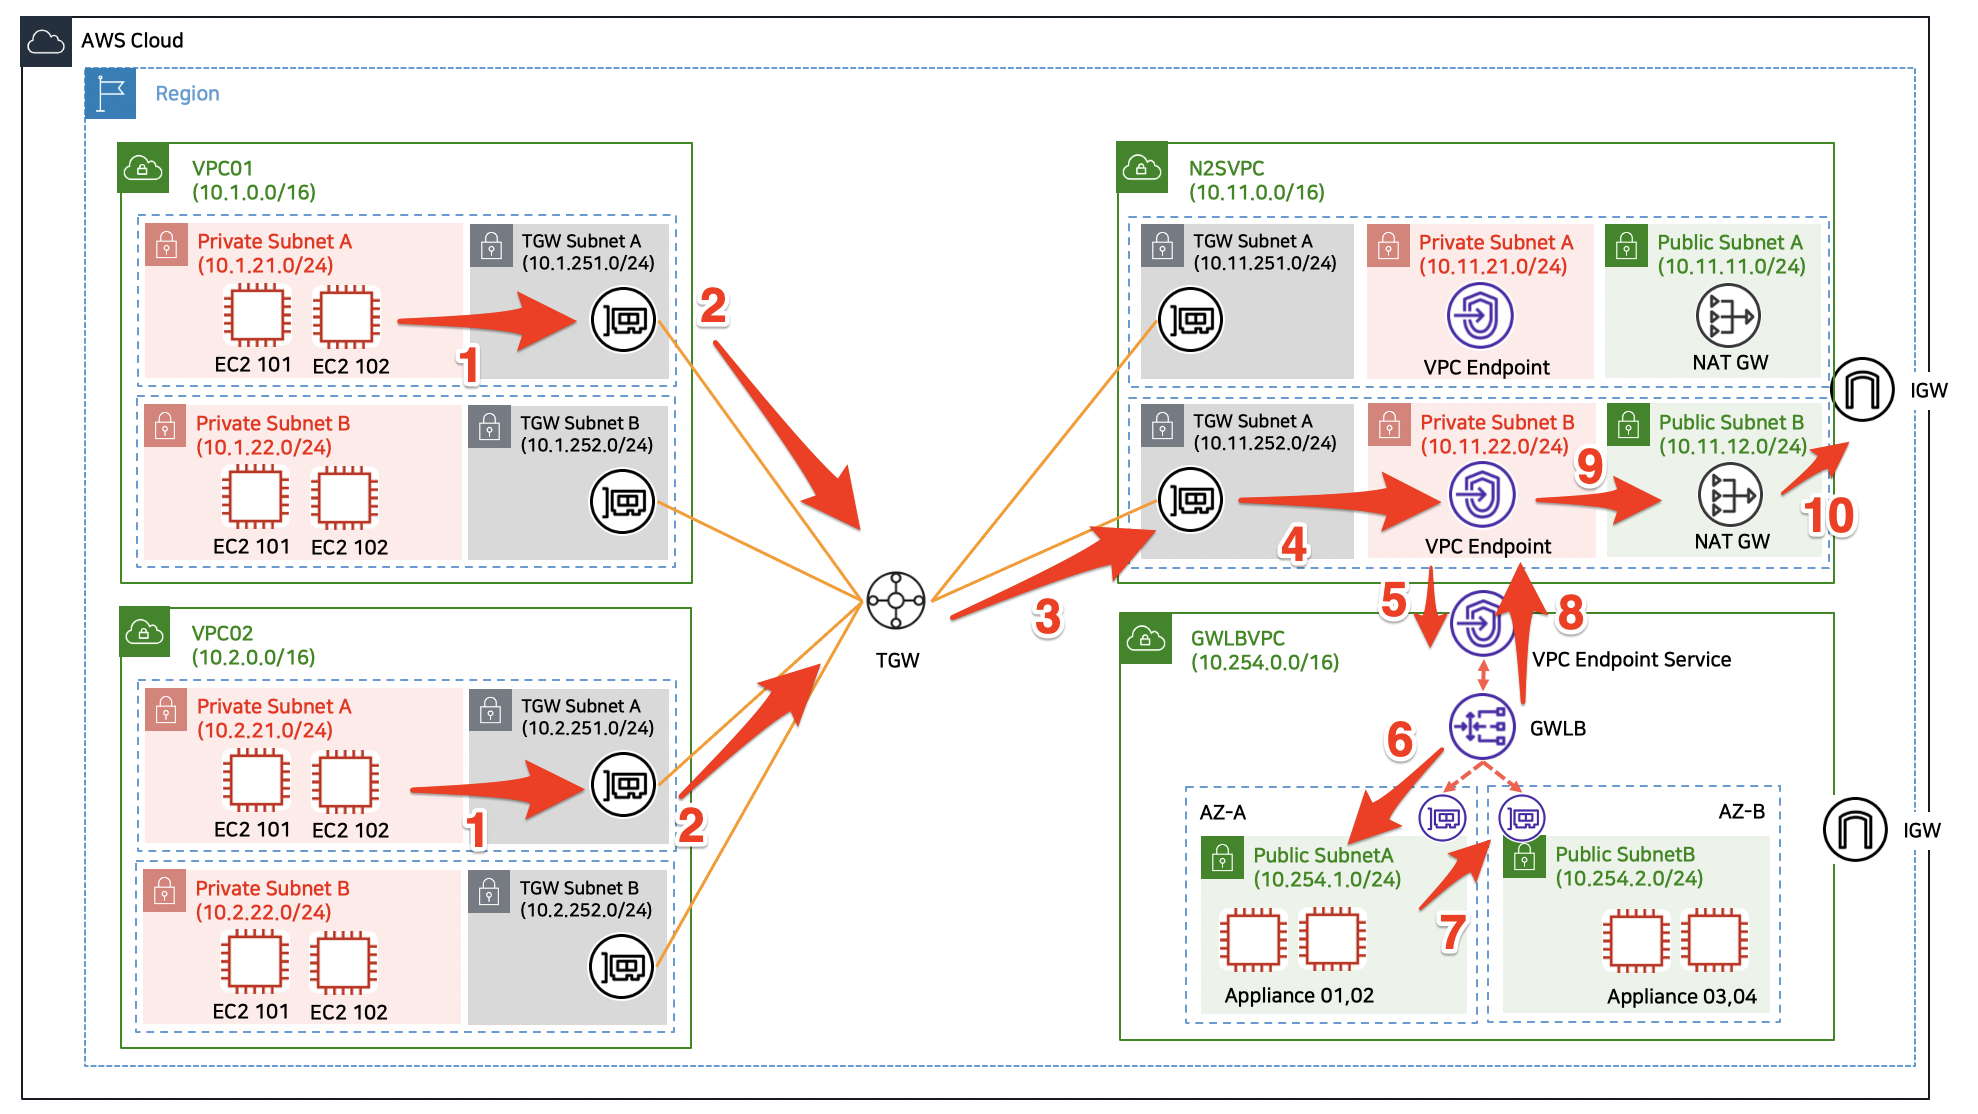 AWS Cloud
Region
VPC01
(10.1.0.0/16)
Private Subnet A
(10.1.21.0/24)
EC2 101
EC2 102
TGW Subnet A
(10.1.251.0/24)
1
2
Private Subnet B
(10.1.22.0/24)
EC2 101
EC2 102
TGW Subnet B
(10.1.252.0/24)
VPC02
(10.2.0.0/16)
Private Subnet A
(10.2.21.0/24)
EC2 101
EC2 102
TGW Subnet A
(10.2.251.0/24)
1
2
Private Subnet B
(10.2.22.0/24)
EC2 101
EC2 102
TGW Subnet B
(10.2.252.0/24)
TGW
3
N2SVPC
(10.11.0.0/16)
TGW Subnet A
(10.11.251.0/24)
Private Subnet A
(10.11.21.0/24)
VPC Endpoint
Public Subnet A
(10.11.11.0/24)
NAT GW
IGW
TGW Subnet A
(10.11.252.0/24)
4
Private Subnet B
(10.11.22.0/24)
VPC Endpoint
9
Public Subnet B
(10.11.12.0/24)
NAT GW
10
5
8
GWLBVPC
(10.254.0.0/16)
VPC Endpoint Service
GWLB
6
AZ-A
Public SubnetA
(10.254.1.0/24)
Appliance 01,02
7
AZ-B
Public SubnetB
(10.254.2.0/24)
Appliance 03,04
IGW